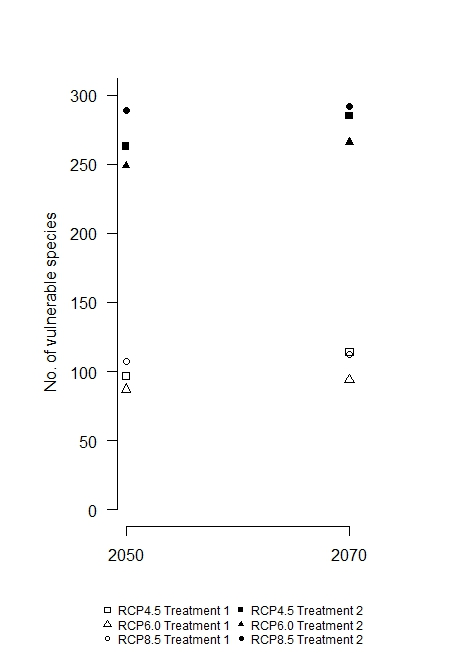 No. of vulnerable species
300
250
200
150
100
50
0
2050 2070
RCP4.5 Treatment 1 RCP4.5 Treatment 2
RCP6.0 Treatment 1 RCP6.0 Treatment 2
RCP8.5 Treatment 1 RCP8.5 Treatment 2